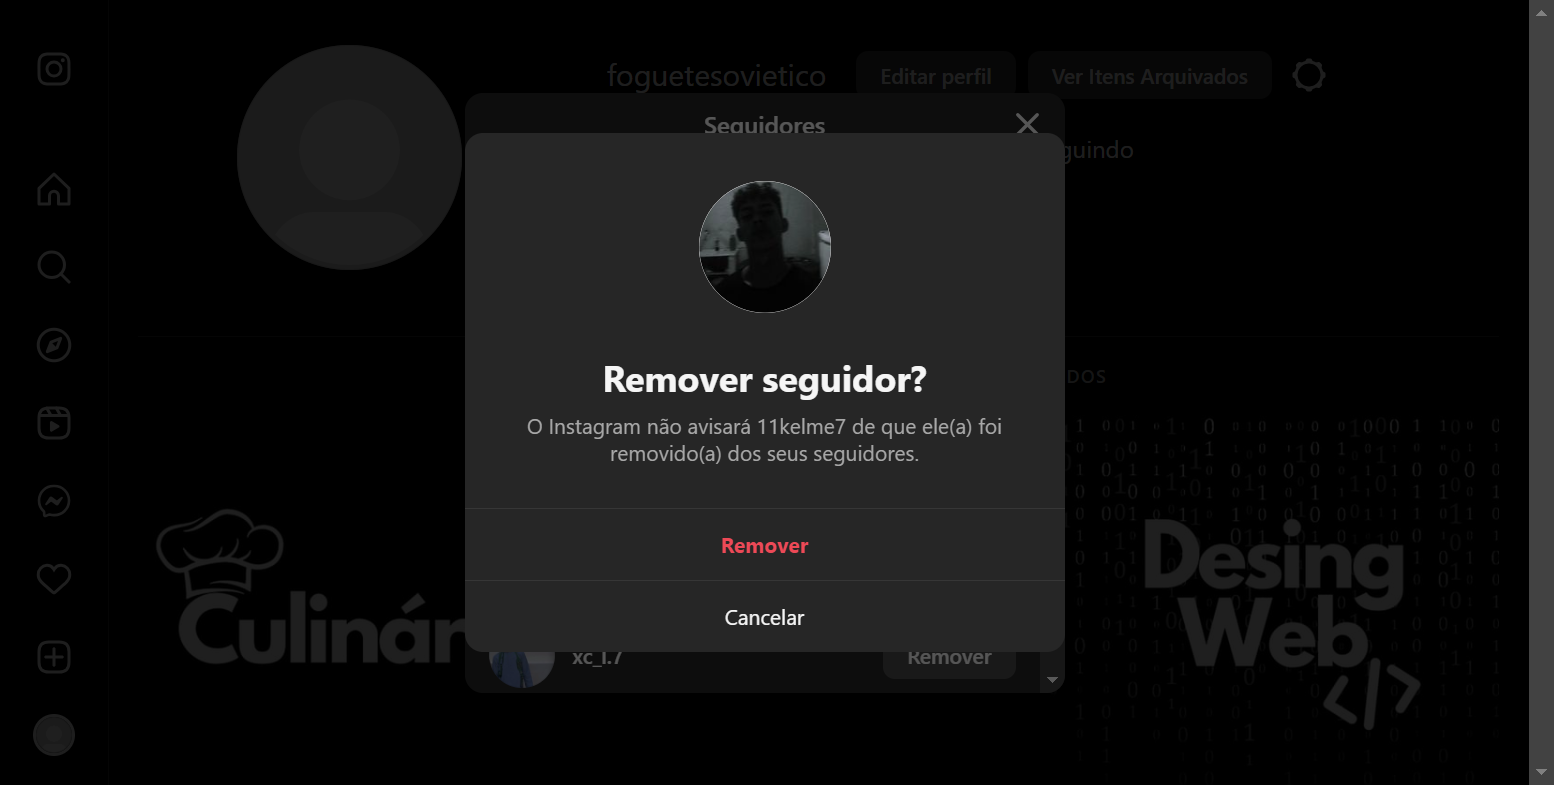 foguetesovietico
Editar perfil
Ver Itens Arquivados
Seguidores
guindo
Remover seguidor?
O Instagram não avisará 11kelme7 de que ele(a) foi
removido(a) dos seus seguidores.
DOS
Remover
Cancelar
Culinár
Desing
Web
</>
xc_l.7
Remover